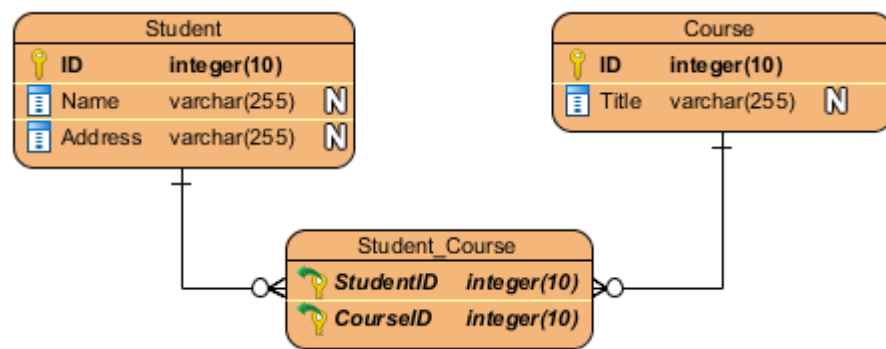 Student
ID integer(10)
Name varchar(255) N
Address varchar(255) N
Course
ID integer(10)
Title varchar(255) N
Student_Course
StudentID integer(10)
CourseID integer(10)